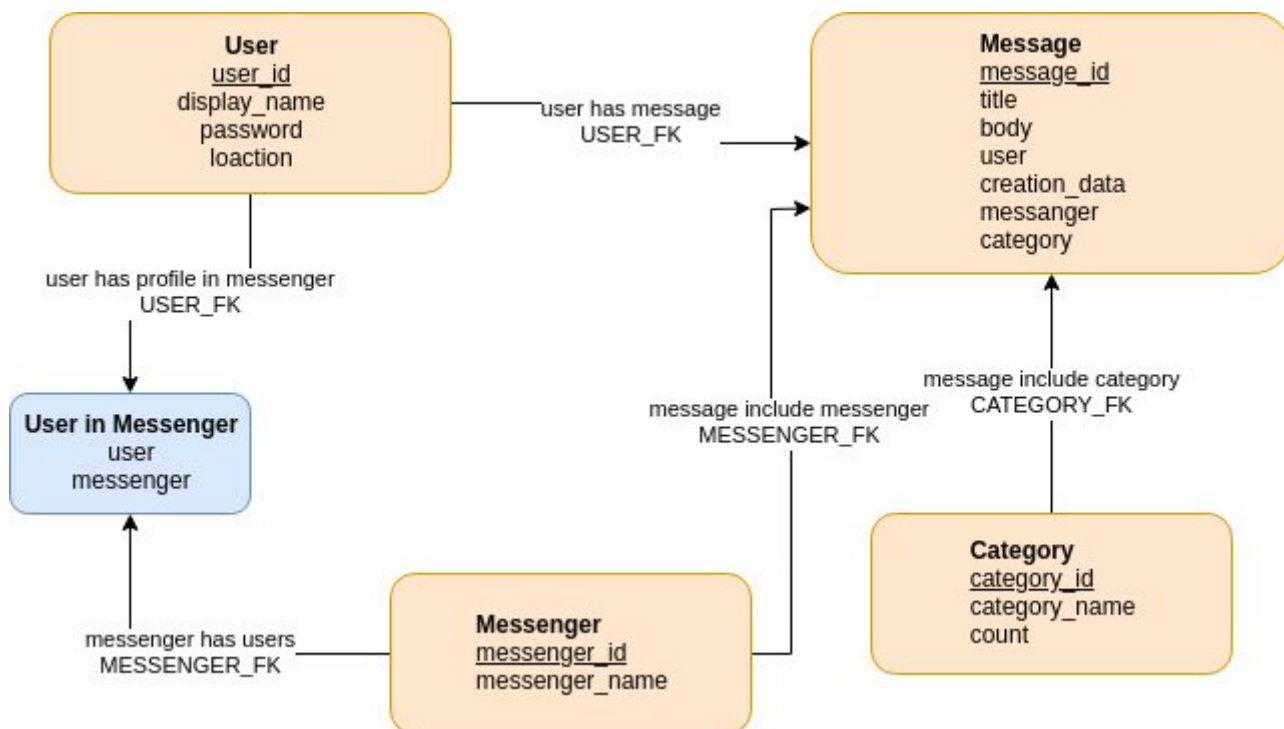 User
user_id
display_name
password
loaction
user has message
USER_FK
Message
message_id
title
body
user
creation_data
messanger
category
user has profile in messenger
USER_FK
User in Messenger
user
messenger
message include messenger
MESSENGER_FK
message include category
CATEGORY_FK
messenger has users
MESSENGER_FK
Messenger
messenger_id
messenger_name
Category
category_id
category_name
count